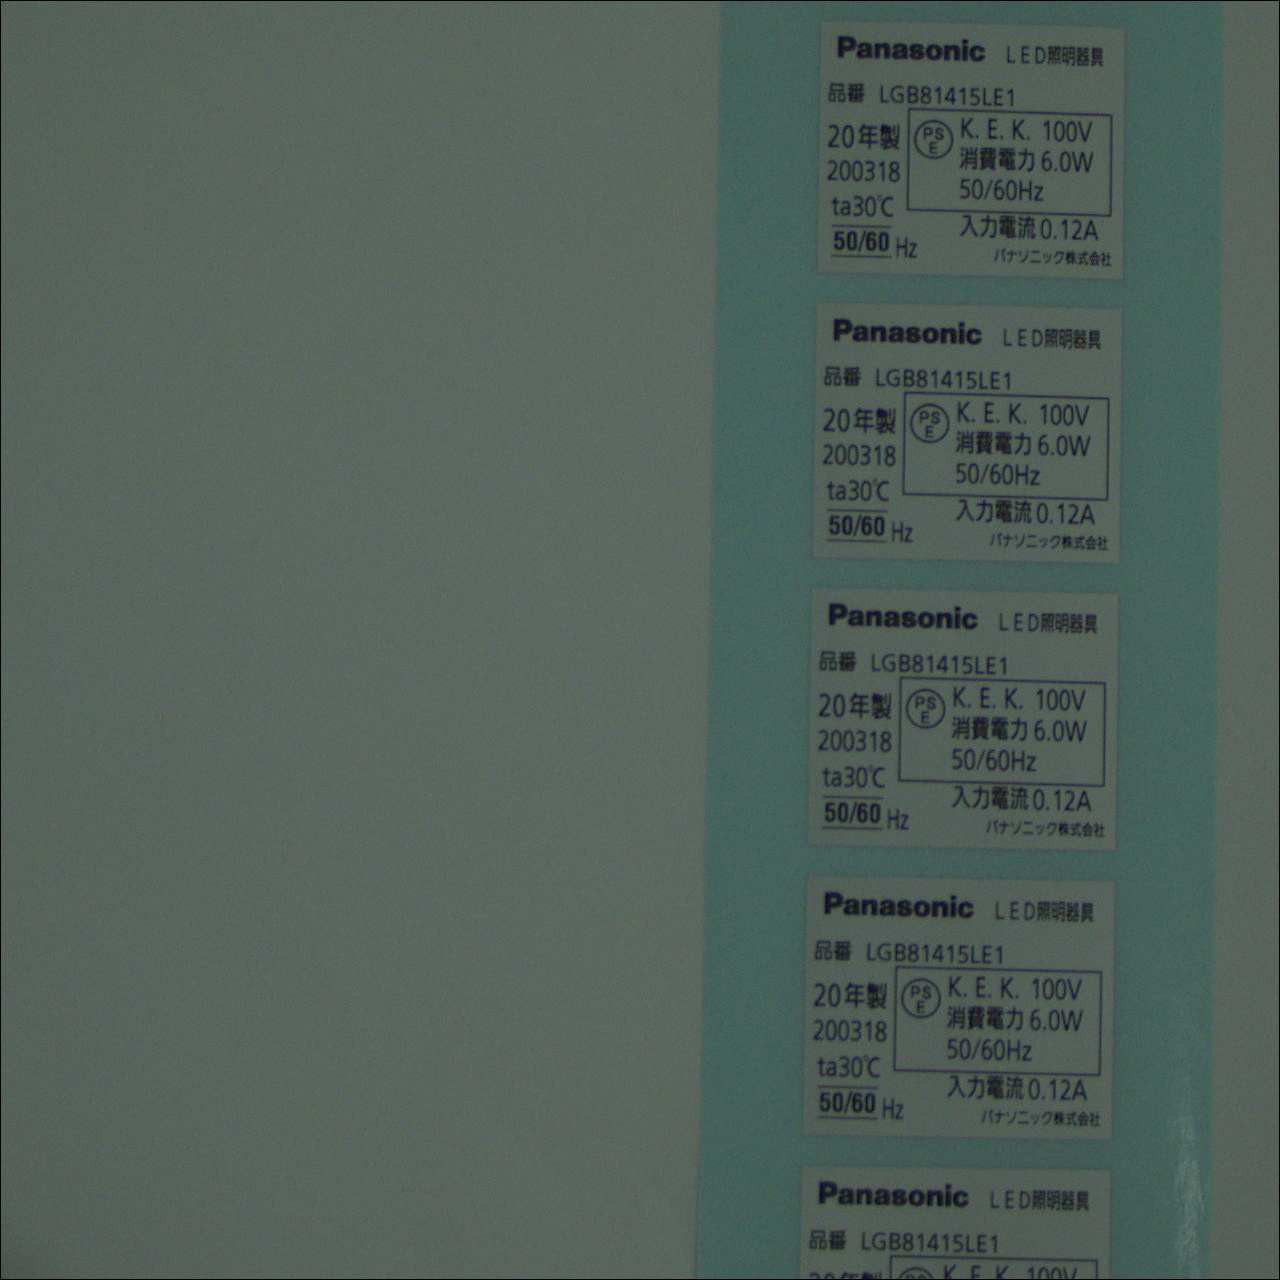 Panasonic LED照明器具
品番 LGB81415LE1
20年製 PS E K. E. K. 100V
200318 消費電力 6.0W
50/60Hz
ta30℃
入力電流 0.12A
50/60 Hz
パナソニック株式会社
Panasonic LED照明器具
品番 LGB81415LE1
20年製 PS E K. E. K. 100V
200318 消費電力 6.0W
50/60Hz
ta30℃
入力電流 0.12A
50/60 Hz
パナソニック株式会社
Panasonic LED照明器具
品番 LGB81415LE1
20年製 PS E K. E. K. 100V
200318 消費電力 6.0W
50/60Hz
ta30℃
入力電流 0.12A
50/60 Hz
パナソニック株式会社
Panasonic LED照明器具
品番 LGB81415LE1
20年製 PS E K. E. K. 100V
200318 消費電力 6.0W
50/60Hz
ta30℃
入力電流 0.12A
50/60 Hz
パナソニック株式会社
Panasonic LED照明器具
品番 LGB81415LE1
20年製 PS K. E. K. 100V